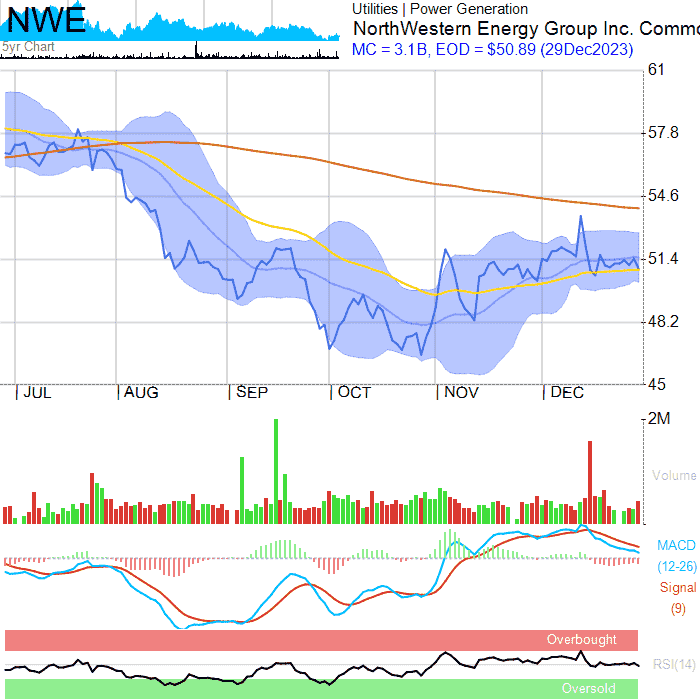 NWE
5yr Chart
Utilities | Power Generation
NorthWestern Energy Group Inc. Commo
MC = 3.1B, EOD = $50.89 (29Dec2023)
61
57.8
54.6
51.4
48.2
45
JUL AUG SEP OCT NOV DEC
2M
Volume
MACD
(12-26)
Signal
(9)
Overbought
RSI(14)
Oversold